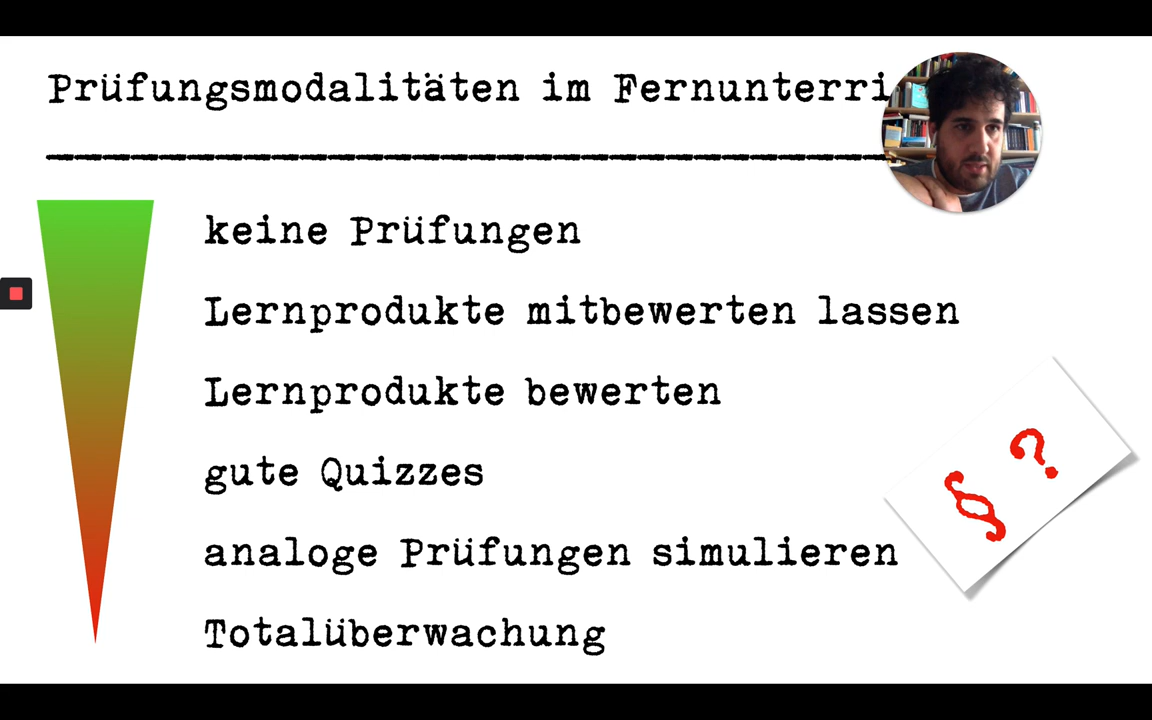 Prüfungsmodalitäten im Fernunterri
keine Prüfungen
Lernprodukte mitbewerten lassen
Lernprodukte bewerten
gute Quizzes
analoge Prüfungen simulieren
Totalüberwachung
§ ?